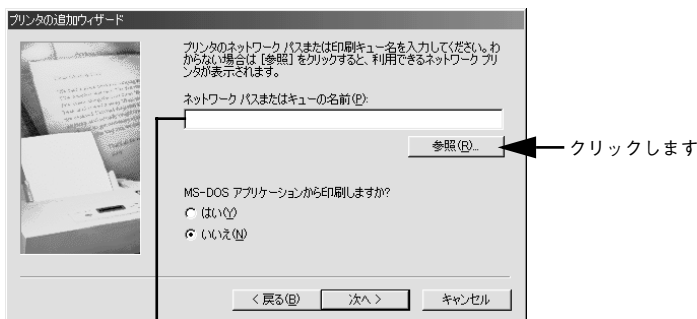 プリンタの追加ウィザード
プリンタのネットワーク パスまたは印刷キュー名を入力してください。わ
からない場合は [参照] をクリックすると、利用できるネットワーク プリ
ンタが表示されます。
ネットワーク パスまたはキューの名前(P):
参照(R)...
クリックします
MS-DOS アプリケーションから印刷しますか?
はい(Y)
いいえ(N)
< 戻る(B)
次へ >
キャンセル